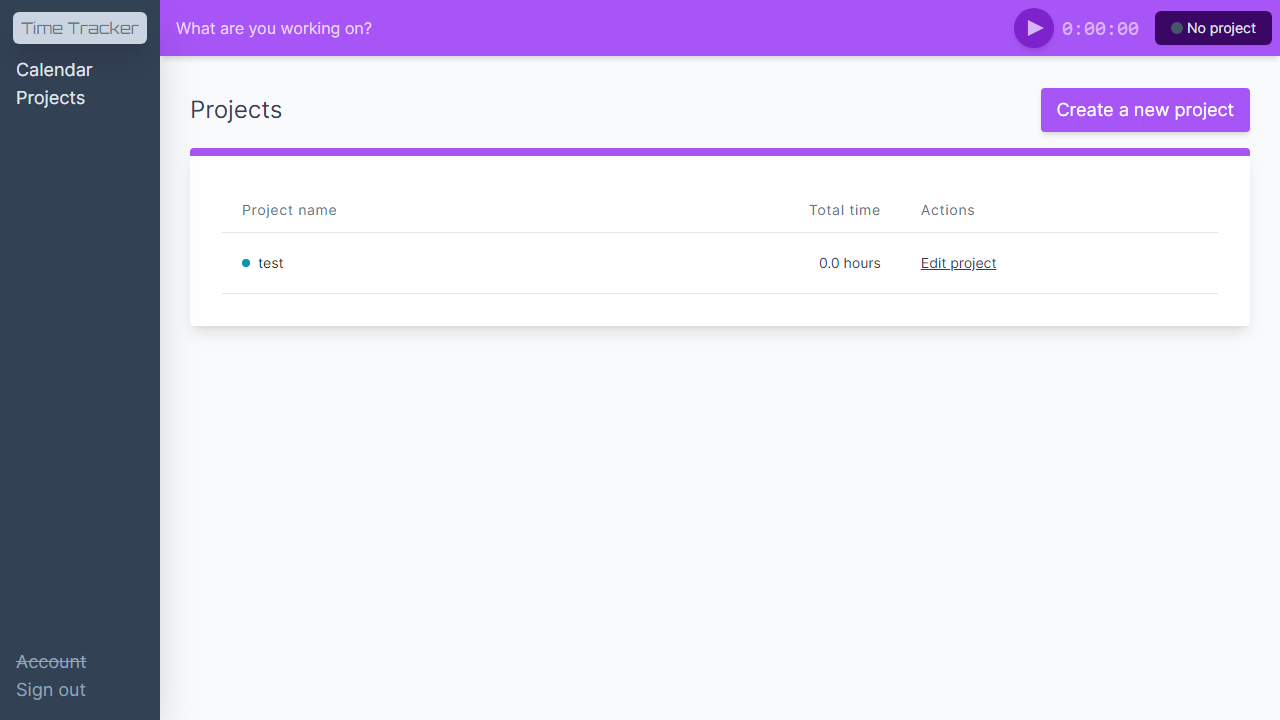 Time Tracker
Calendar
Projects
Account
Sign out
What are you working on?
0:00:00
No project
Projects
Create a new project
Project name
Total time
Actions
test
0.0 hours
Edit project